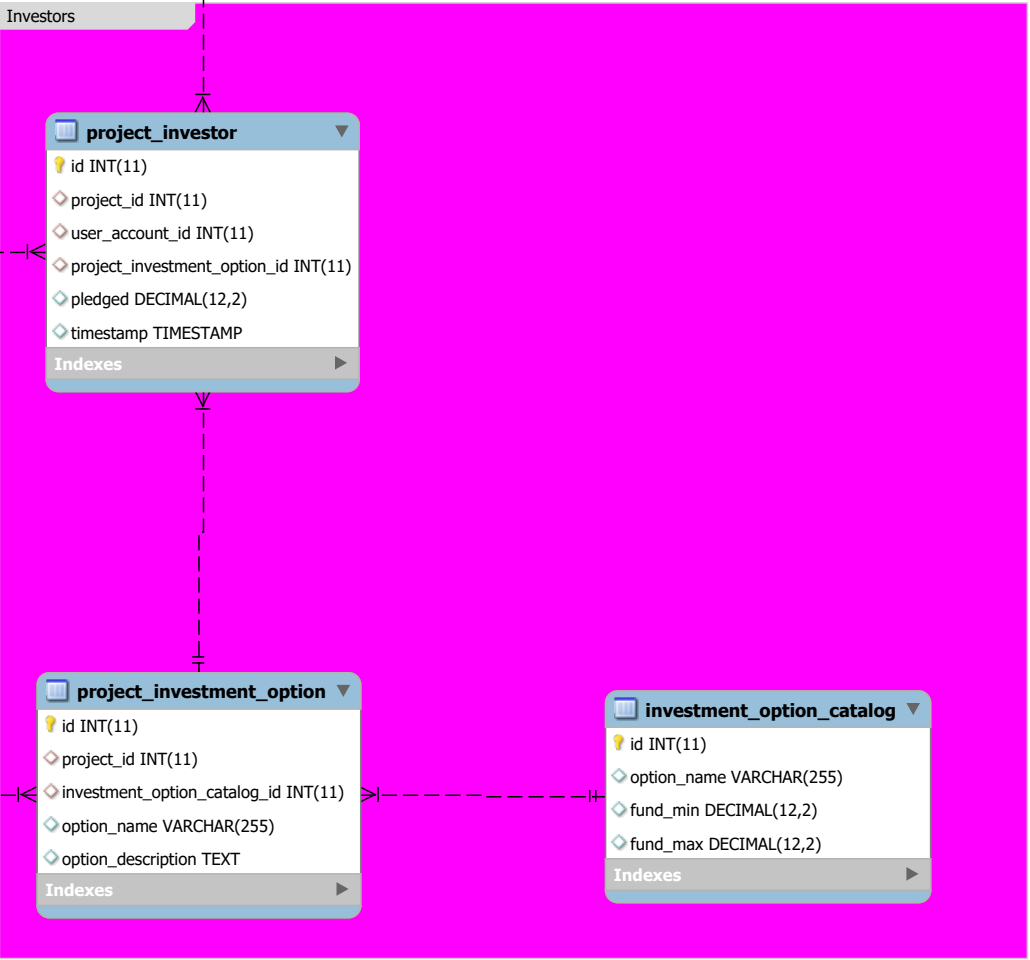 Investors
project_investor
id INT(11)
project_id INT(11)
user_account_id INT(11)
project_investment_option_id INT(11)
pledged DECIMAL(12,2)
timestamp TIMESTAMP
Indexes
project_investment_option
id INT(11)
project_id INT(11)
investment_option_catalog_id INT(11)
option_name VARCHAR(255)
option_description TEXT
Indexes
investment_option_catalog
id INT(11)
option_name VARCHAR(255)
fund_min DECIMAL(12,2)
fund_max DECIMAL(12,2)
Indexes